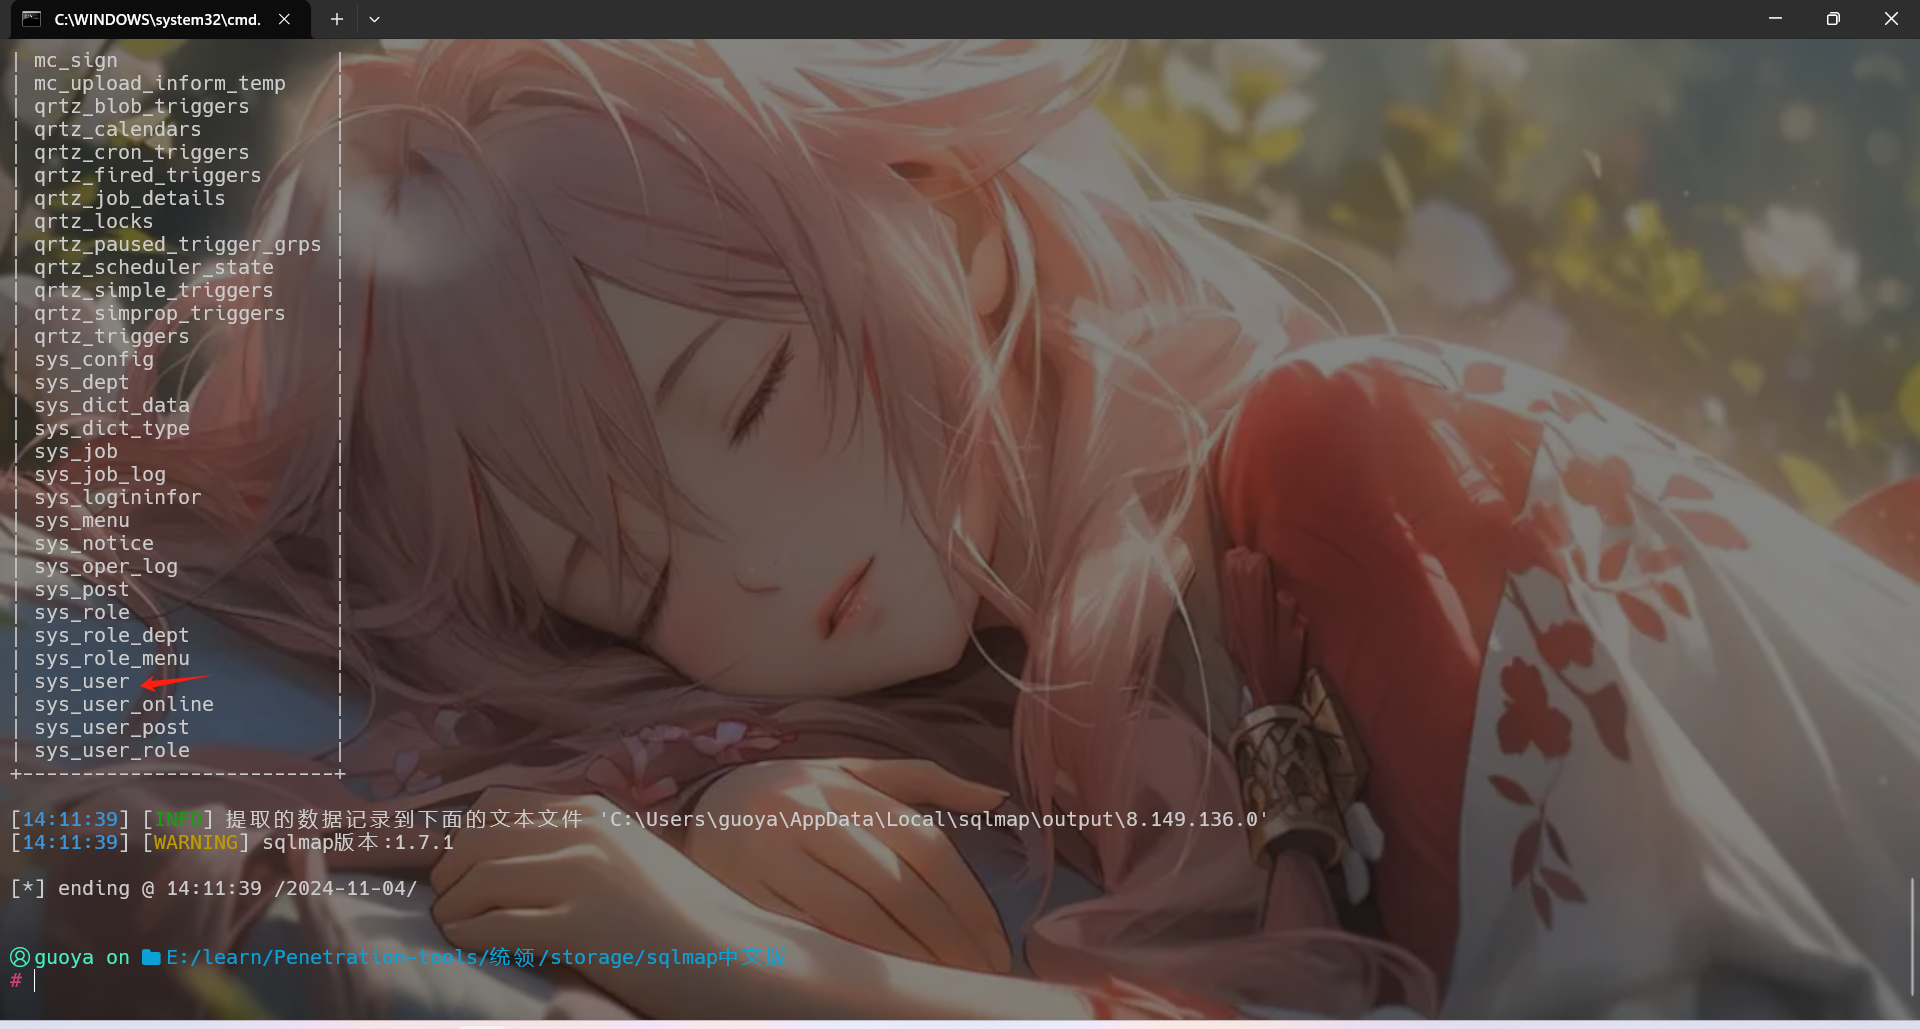 C:\WINDOWS\system32\cmd.
| mc_sign |
| mc_upload_inform_temp |
| qrtz_blob_triggers |
| qrtz_calendars |
| qrtz_cron_triggers |
| qrtz_fired_triggers |
| qrtz_job_details |
| qrtz_locks |
| qrtz_paused_trigger_grps |
| qrtz_scheduler_state |
| qrtz_simple_triggers |
| qrtz_simprop_triggers |
| qrtz_triggers |
| sys_config |
| sys_dept |
| sys_dict_data |
| sys_dict_type |
| sys_job |
| sys_job_log |
| sys_logininfor |
| sys_menu |
| sys_notice |
| sys_oper_log |
| sys_post |
| sys_role |
| sys_role_dept |
| sys_role_menu |
| sys_user |
| sys_user_online |
| sys_user_post |
| sys_user_role |
+--------------------------+
[14:11:39] [INFO] 提取的数据记录到下面的文本文件 'C:\Users\guoya\AppData\Local\sqlmap\output\8.149.136.0'
[14:11:39] [WARNING] sqlmap版本:1.7.1
[*] ending @ 14:11:39 /2024-11-04/
guoya on E:/learn/Penetration-tools/统领/storage/sqlmap中文版
#